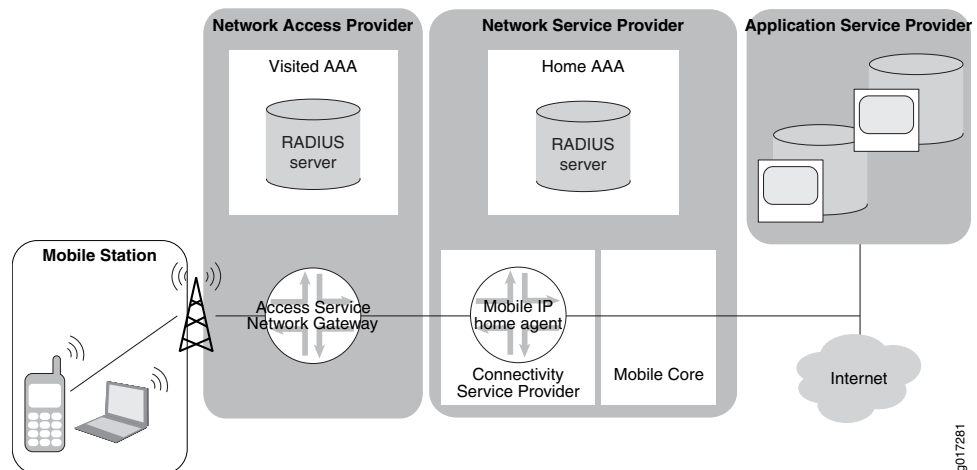 Network Access Provider
Network Service Provider
Application Service Provider
Visited AAA
RADIUS
server
Home AAA
RADIUS
server
Mobile Station
Access Service
Network Gateway
Mobile IP
home agent
Connectivity
Service Provider
Mobile Core
Internet
g017281